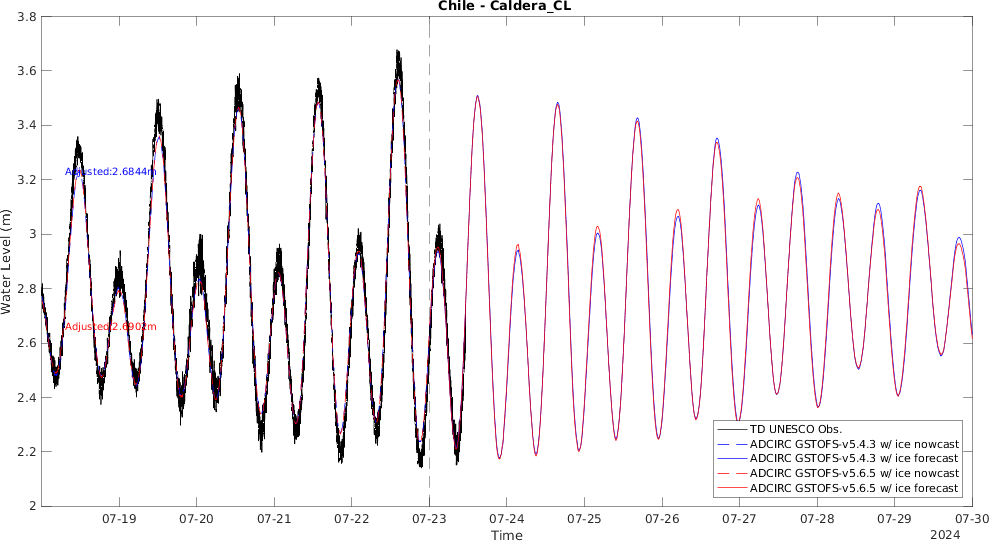 Chile - Caldera_CL
3.8
3.6
3.4
3.2
3
2.8
2.6
2.4
2.2
2
Water Level (m)
Adjusted:2.6844m
Adjusted:2.6902m
TD UNESCO Obs.
ADCIRC GSTOFS-v5.4.3 w/ ice nowcast
ADCIRC GSTOFS-v5.4.3 w/ ice forecast
ADCIRC GSTOFS-v5.6.5 w/ ice nowcast
ADCIRC GSTOFS-v5.6.5 w/ ice forecast
07-19 07-20 07-21 07-22 07-23 07-24 07-25 07-26 07-27 07-28 07-29 07-30
Time
2024